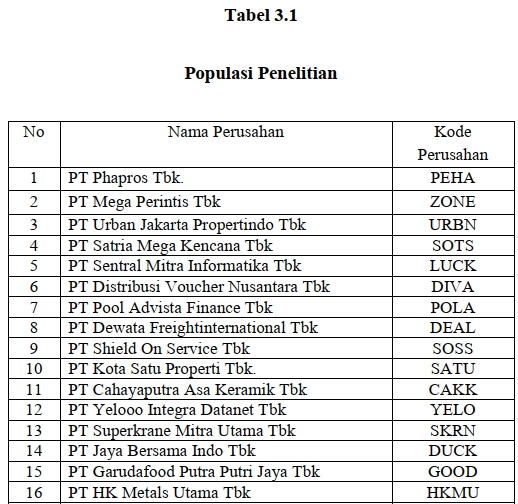 Tabel 3.1
Populasi Penelitian
No Nama Perusahan Kode Perusahan
1 PT Phapros Tbk. PEHA
2 PT Mega Perintis Tbk ZONE
3 PT Urban Jakarta Propertindo Tbk URBN
4 PT Satria Mega Kencana Tbk SOTS
5 PT Sentral Mitra Informatika Tbk LUCK
6 PT Distribusi Voucher Nusantara Tbk DIVA
7 PT Pool Advista Finance Tbk POLA
8 PT Dewata Freightinternational Tbk DEAL
9 PT Shield On Service Tbk SOSS
10 PT Kota Satu Properti Tbk. SATU
11 PT Cahayaputra Asa Keramik Tbk CAKK
12 PT Yelooo Integra Datanet Tbk YELO
13 PT Superkrane Mitra Utama Tbk SKRN
14 PT Jaya Bersama Indo Tbk DUCK
15 PT Garudafood Putra Putri Jaya Tbk GOOD
16 PT HK Metals Utama Tbk HKMU